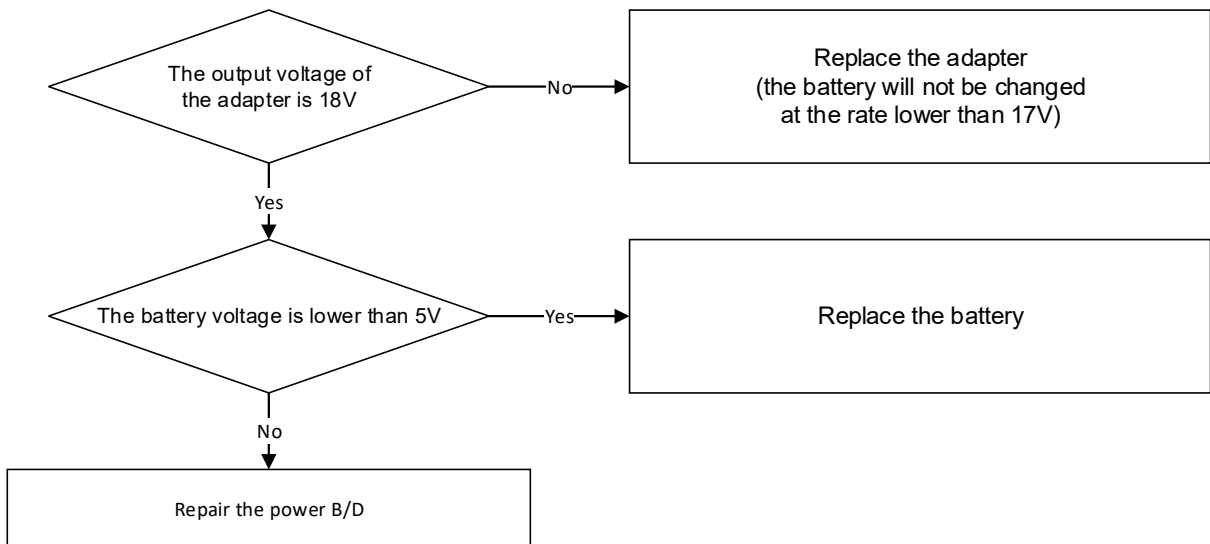 The output voltage of
the adapter is 18V
No
Replace the adapter
(the battery will not be changed
at the rate lower than 17V)
Yes
The battery voltage is lower than 5V
Yes
Replace the battery
No
Repair the power B/D